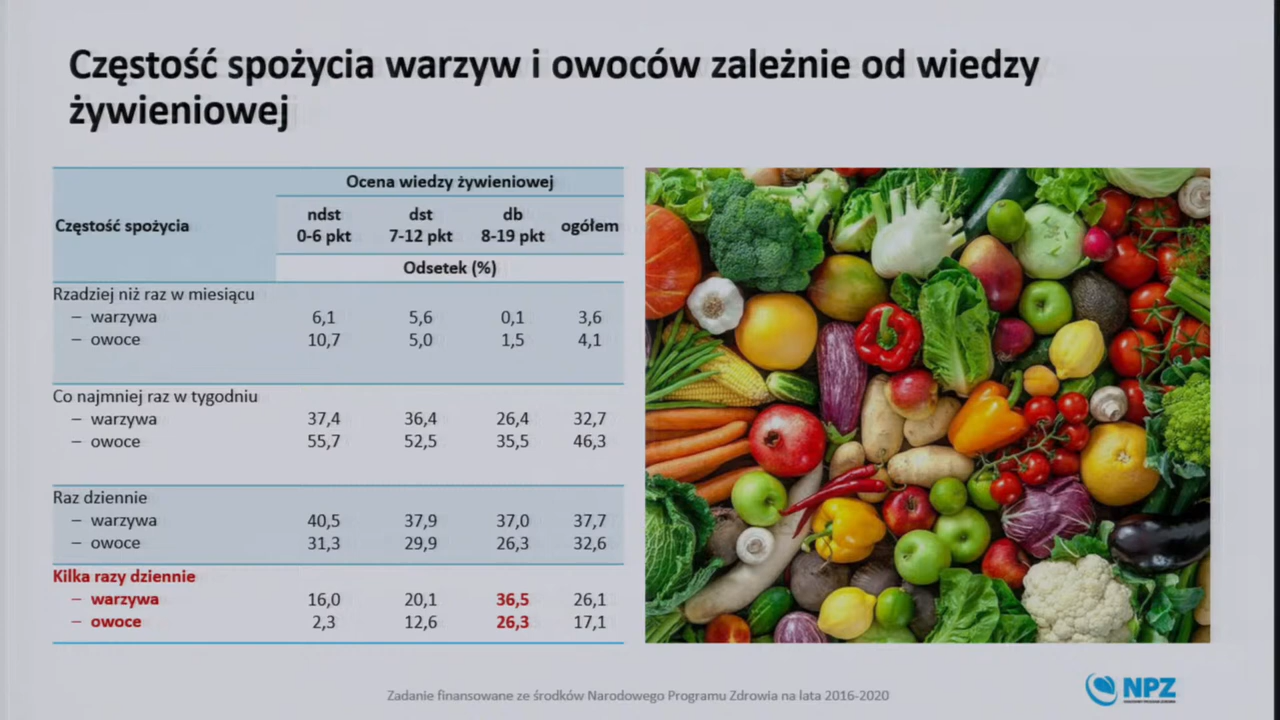 Częstość spożycia warzyw i owoców zależnie od wiedzy
żywieniowej
Częstość spożycia
Ocena wiedzy żywieniowej
ndst dst db ogółem
0-6 pkt 7-12 pkt 8-19 pkt
Odsetek (%)
Rzadziej niż raz w miesiącu
– warzywa 6,1 5,6 0,1 3,6
– owoce 10,7 5,0 1,5 4,1
Co najmniej raz w tygodniu
– warzywa 37,4 36,4 26,4 32,7
– owoce 55,7 52,5 35,5 46,3
Raz dziennie
– warzywa 40,5 37,9 37,0 37,7
– owoce 31,3 29,9 26,3 32,6
Kilka razy dziennie
– warzywa 16,0 20,1 36,5 26,1
– owoce 2,3 12,6 26,3 17,1
Zadanie finansowane ze środków Narodowego Programu Zdrowia na lata 2016-2020
NPZ